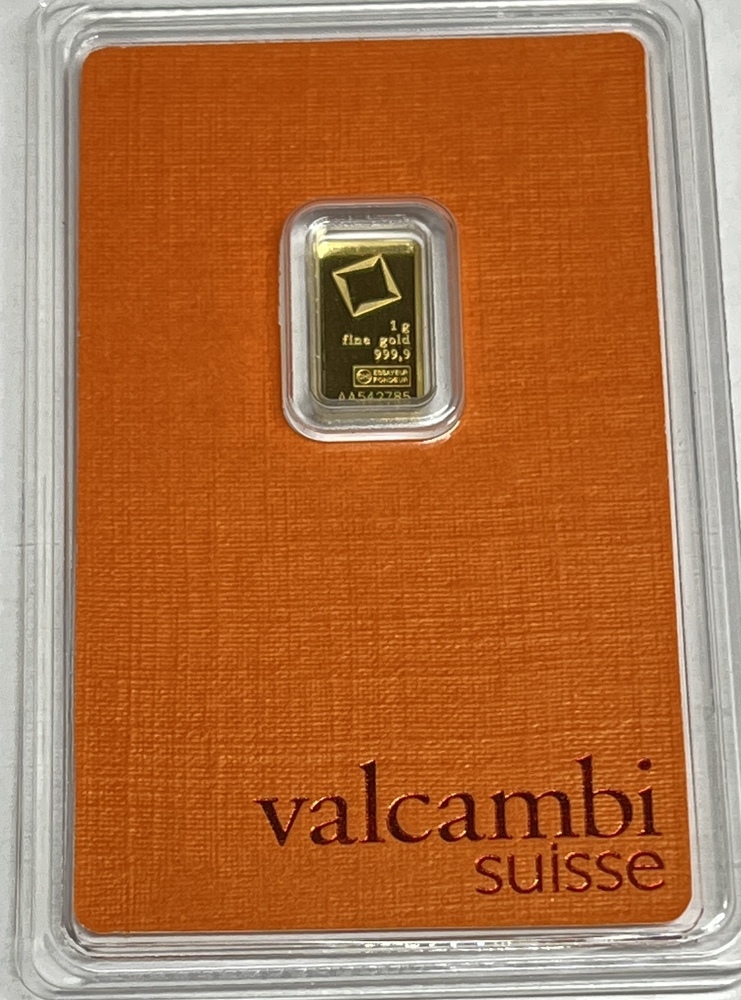 1 g
fine gold
999,9
ESSAYEUR
FONDEUR
AA542785
valcambi
suisse